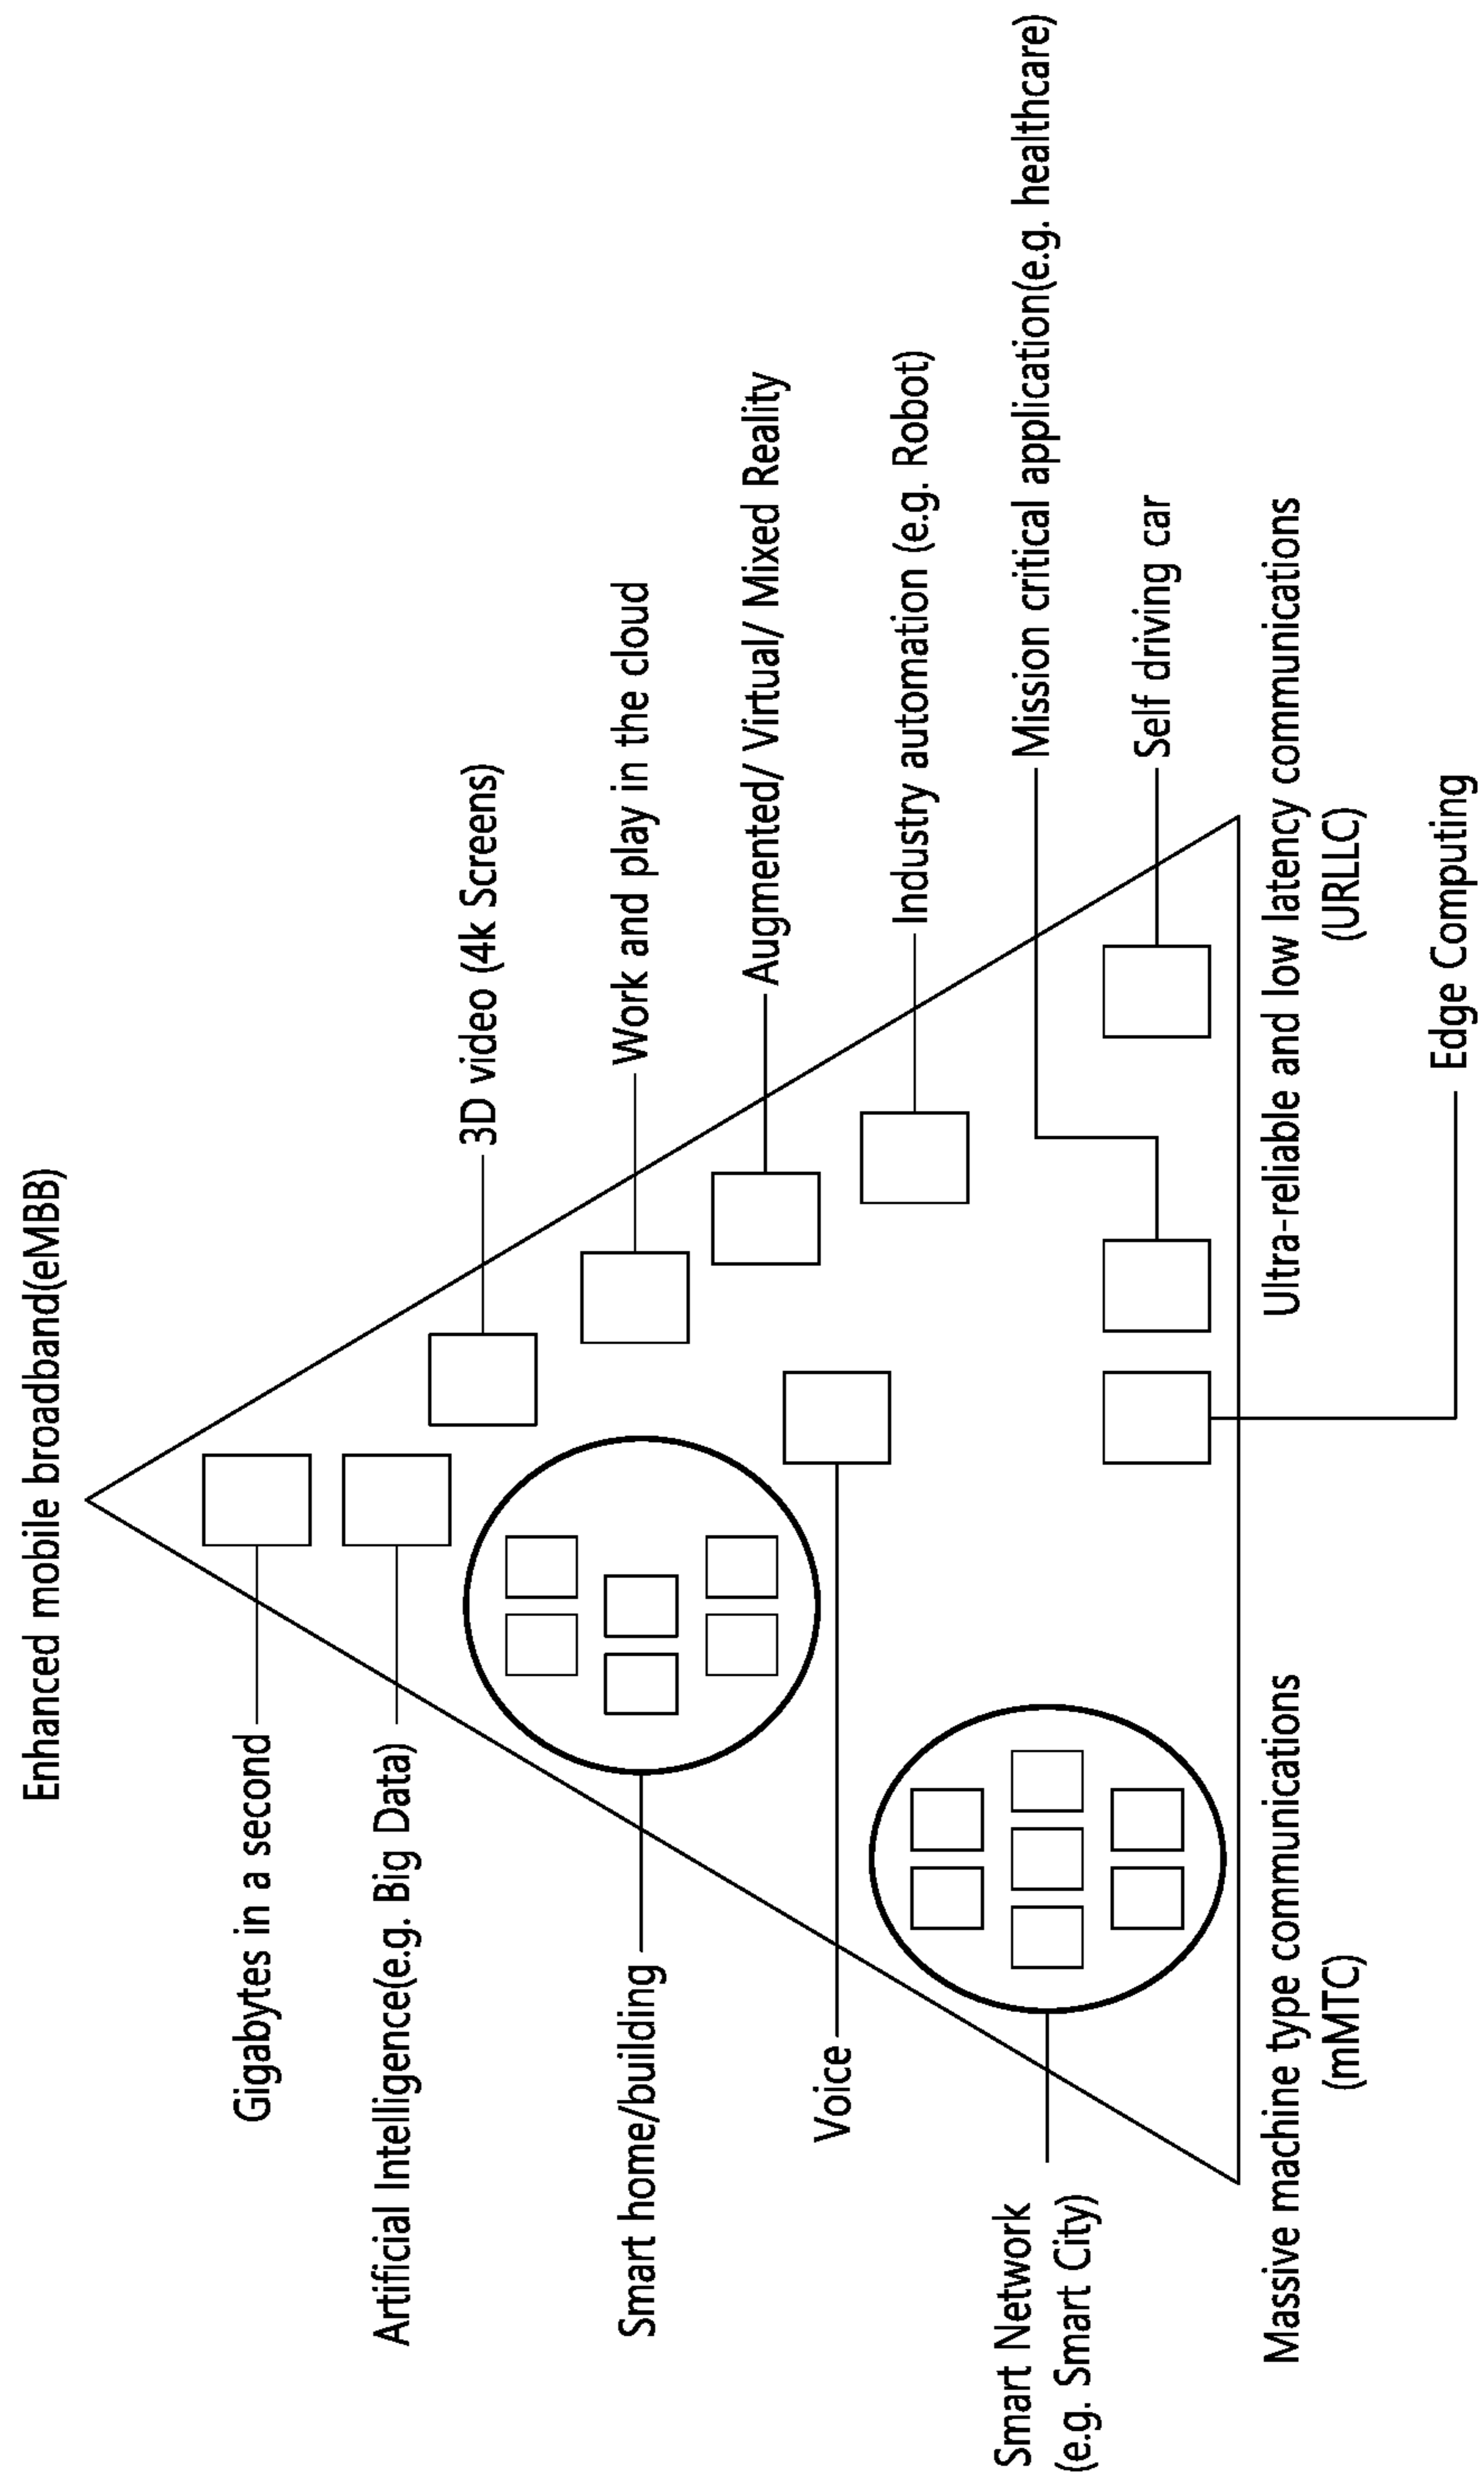 Enhanced mobile broadband(eMBB)
Gigabytes in a second
Artificial Intelligence(e.g. Big Data)
3D video (4k Screens)
Smart home/building
Work and play in the cloud
Augmented/ Virtual/ Mixed Reality
Voice
Industry automation (e.g. Robot)
Smart Network
(e.g. Smart City)
Mission critical application(e.g. healthcare)
Self driving car
Massive machine type communications
(mMTC)
Ultra-reliable and low latency communications
(URLLC)
Edge Computing